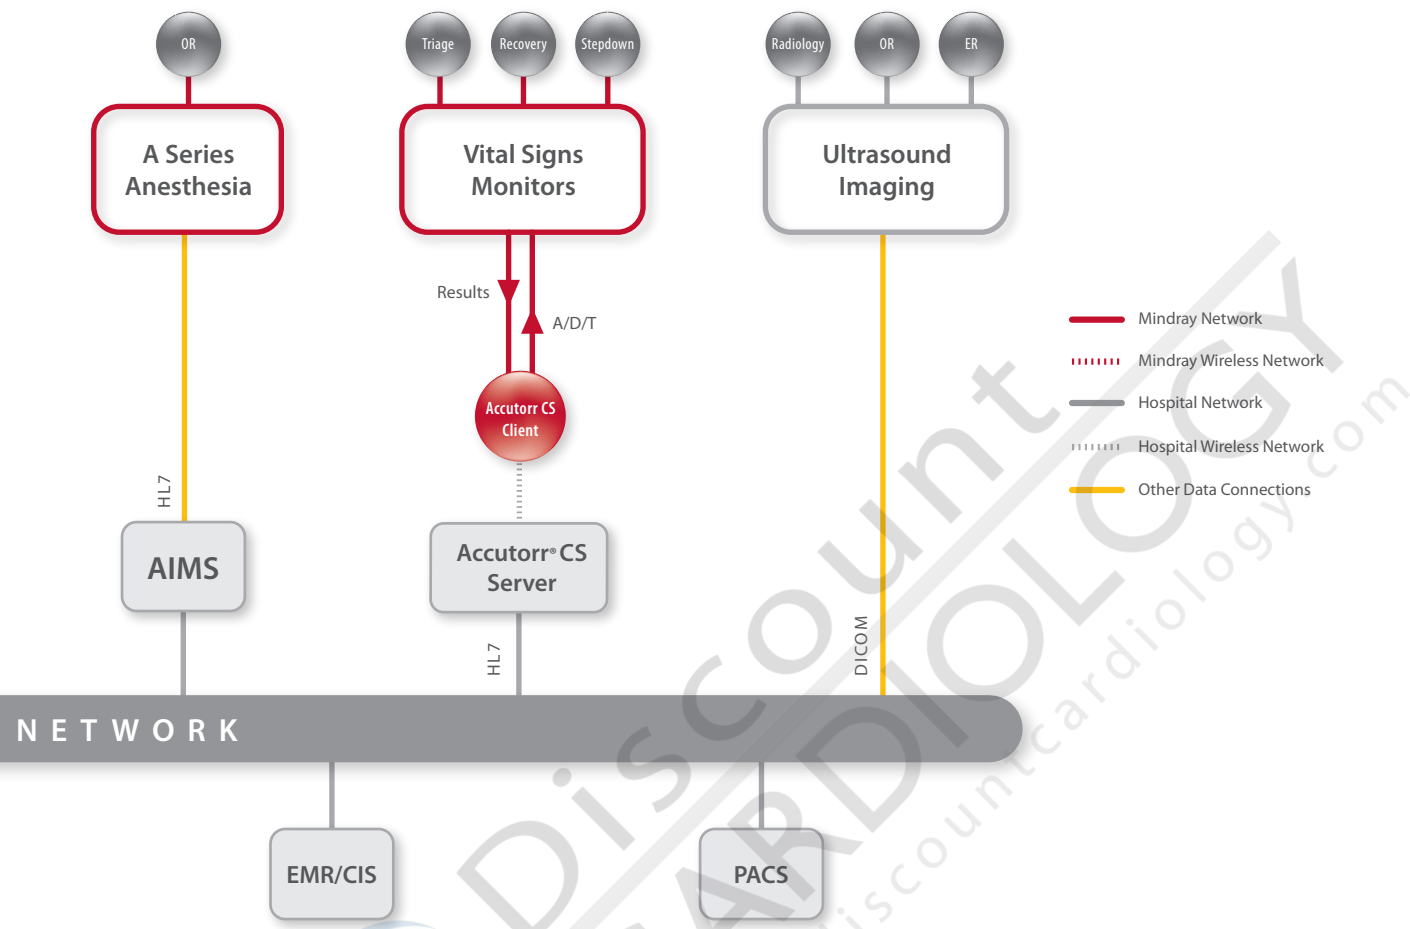 OR
Triage
Recovery
Stepdown
Radiology
OR
ER
A Series
Anesthesia
Vital Signs
Monitors
Ultrasound
Imaging
Results
A/D/T
Mindray Network
Mindray Wireless Network
Hospital Network
Hospital Wireless Network
Other Data Connections
Accutorr CS
Client
HL7
AIMS
Accutorr® CS
Server
HL7
DICOM
NETWORK
EMR/CIS
PACS
Discount
CARDIOLOGY
discountcardiology.com